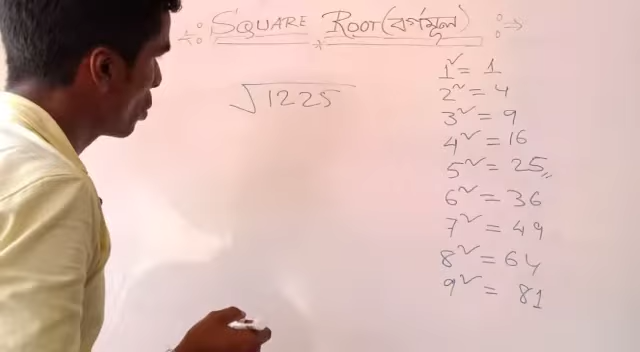 SQUARE ROOT (বর্গমূল)
√1225
1² = 1
2² = 4
3² = 9
4² = 16
5² = 25
6² = 36
7² = 49
8² = 64
9² = 81